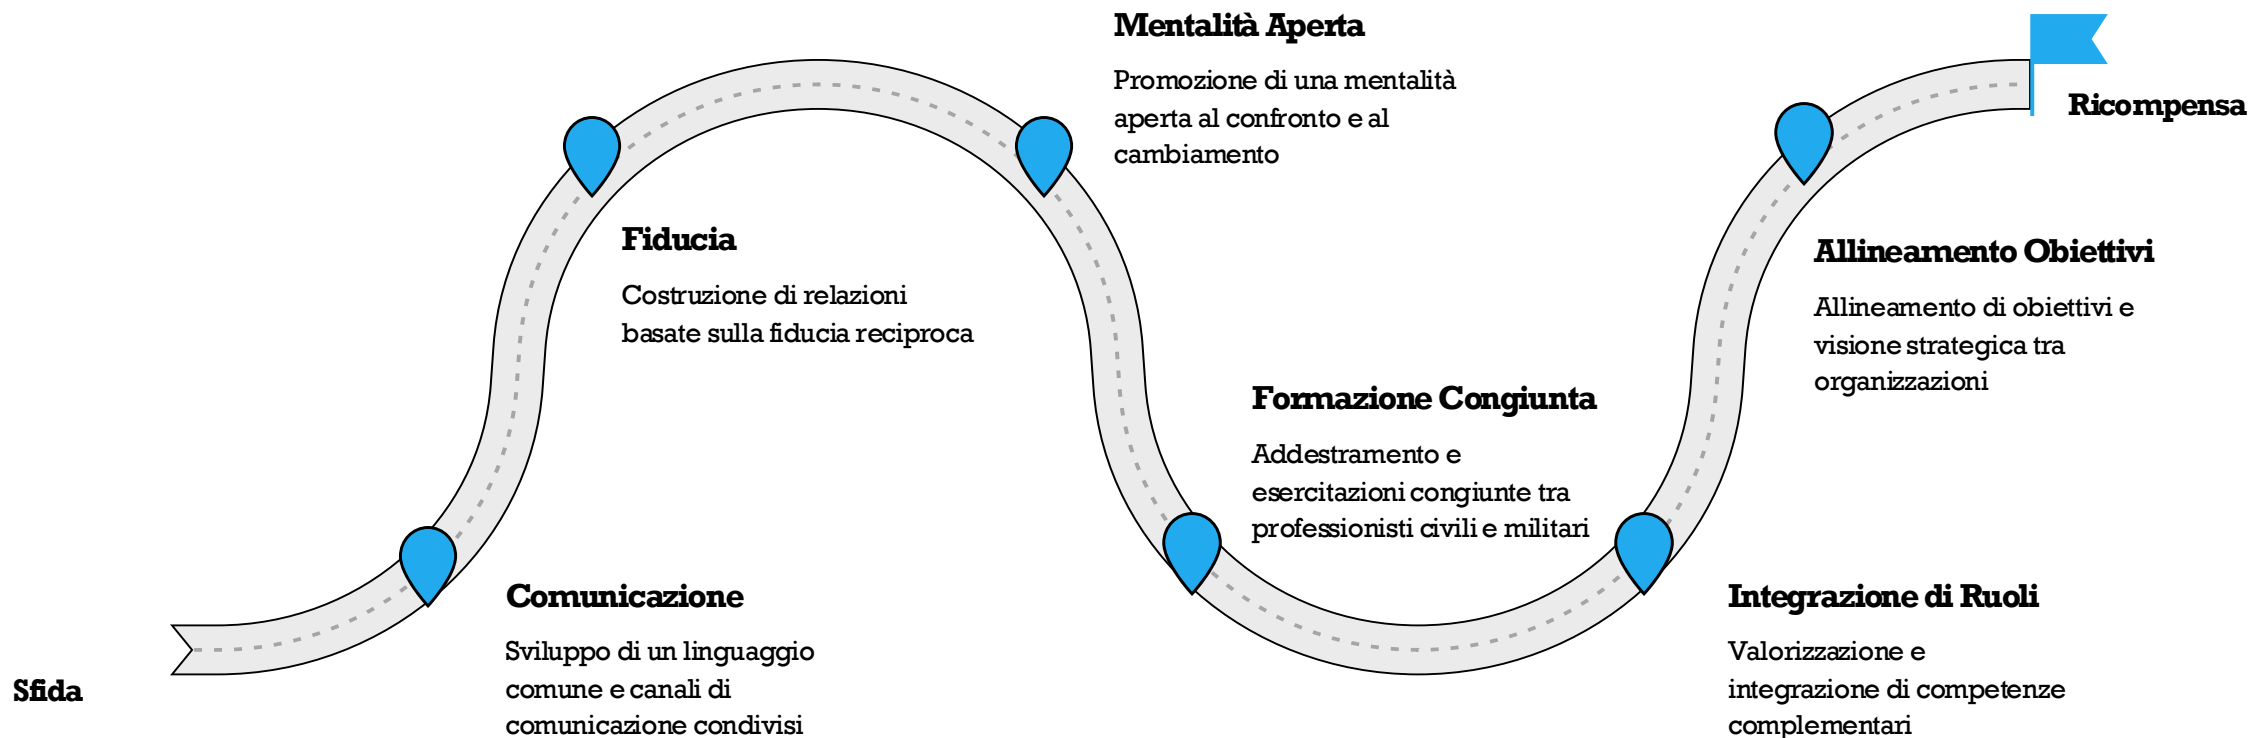 Sfida
Comunicazione
Sviluppo di un linguaggio
comune e canali di
comunicazione condivisi
Fiducia
Costruzione di relazioni
basate sulla fiducia reciproca
Mentalità Aperta
Promozione di una mentalità
aperta al confronto e al
cambiamento
Formazione Congiunta
Addestramento e
esercitazioni congiunte tra
professionisti civili e militari
Integrazione di Ruoli
Valorizzazione e
integrazione di competenze
complementari
Allineamento Obiettivi
Allineamento di obiettivi e
visione strategica tra
organizzazioni
Ricompensa